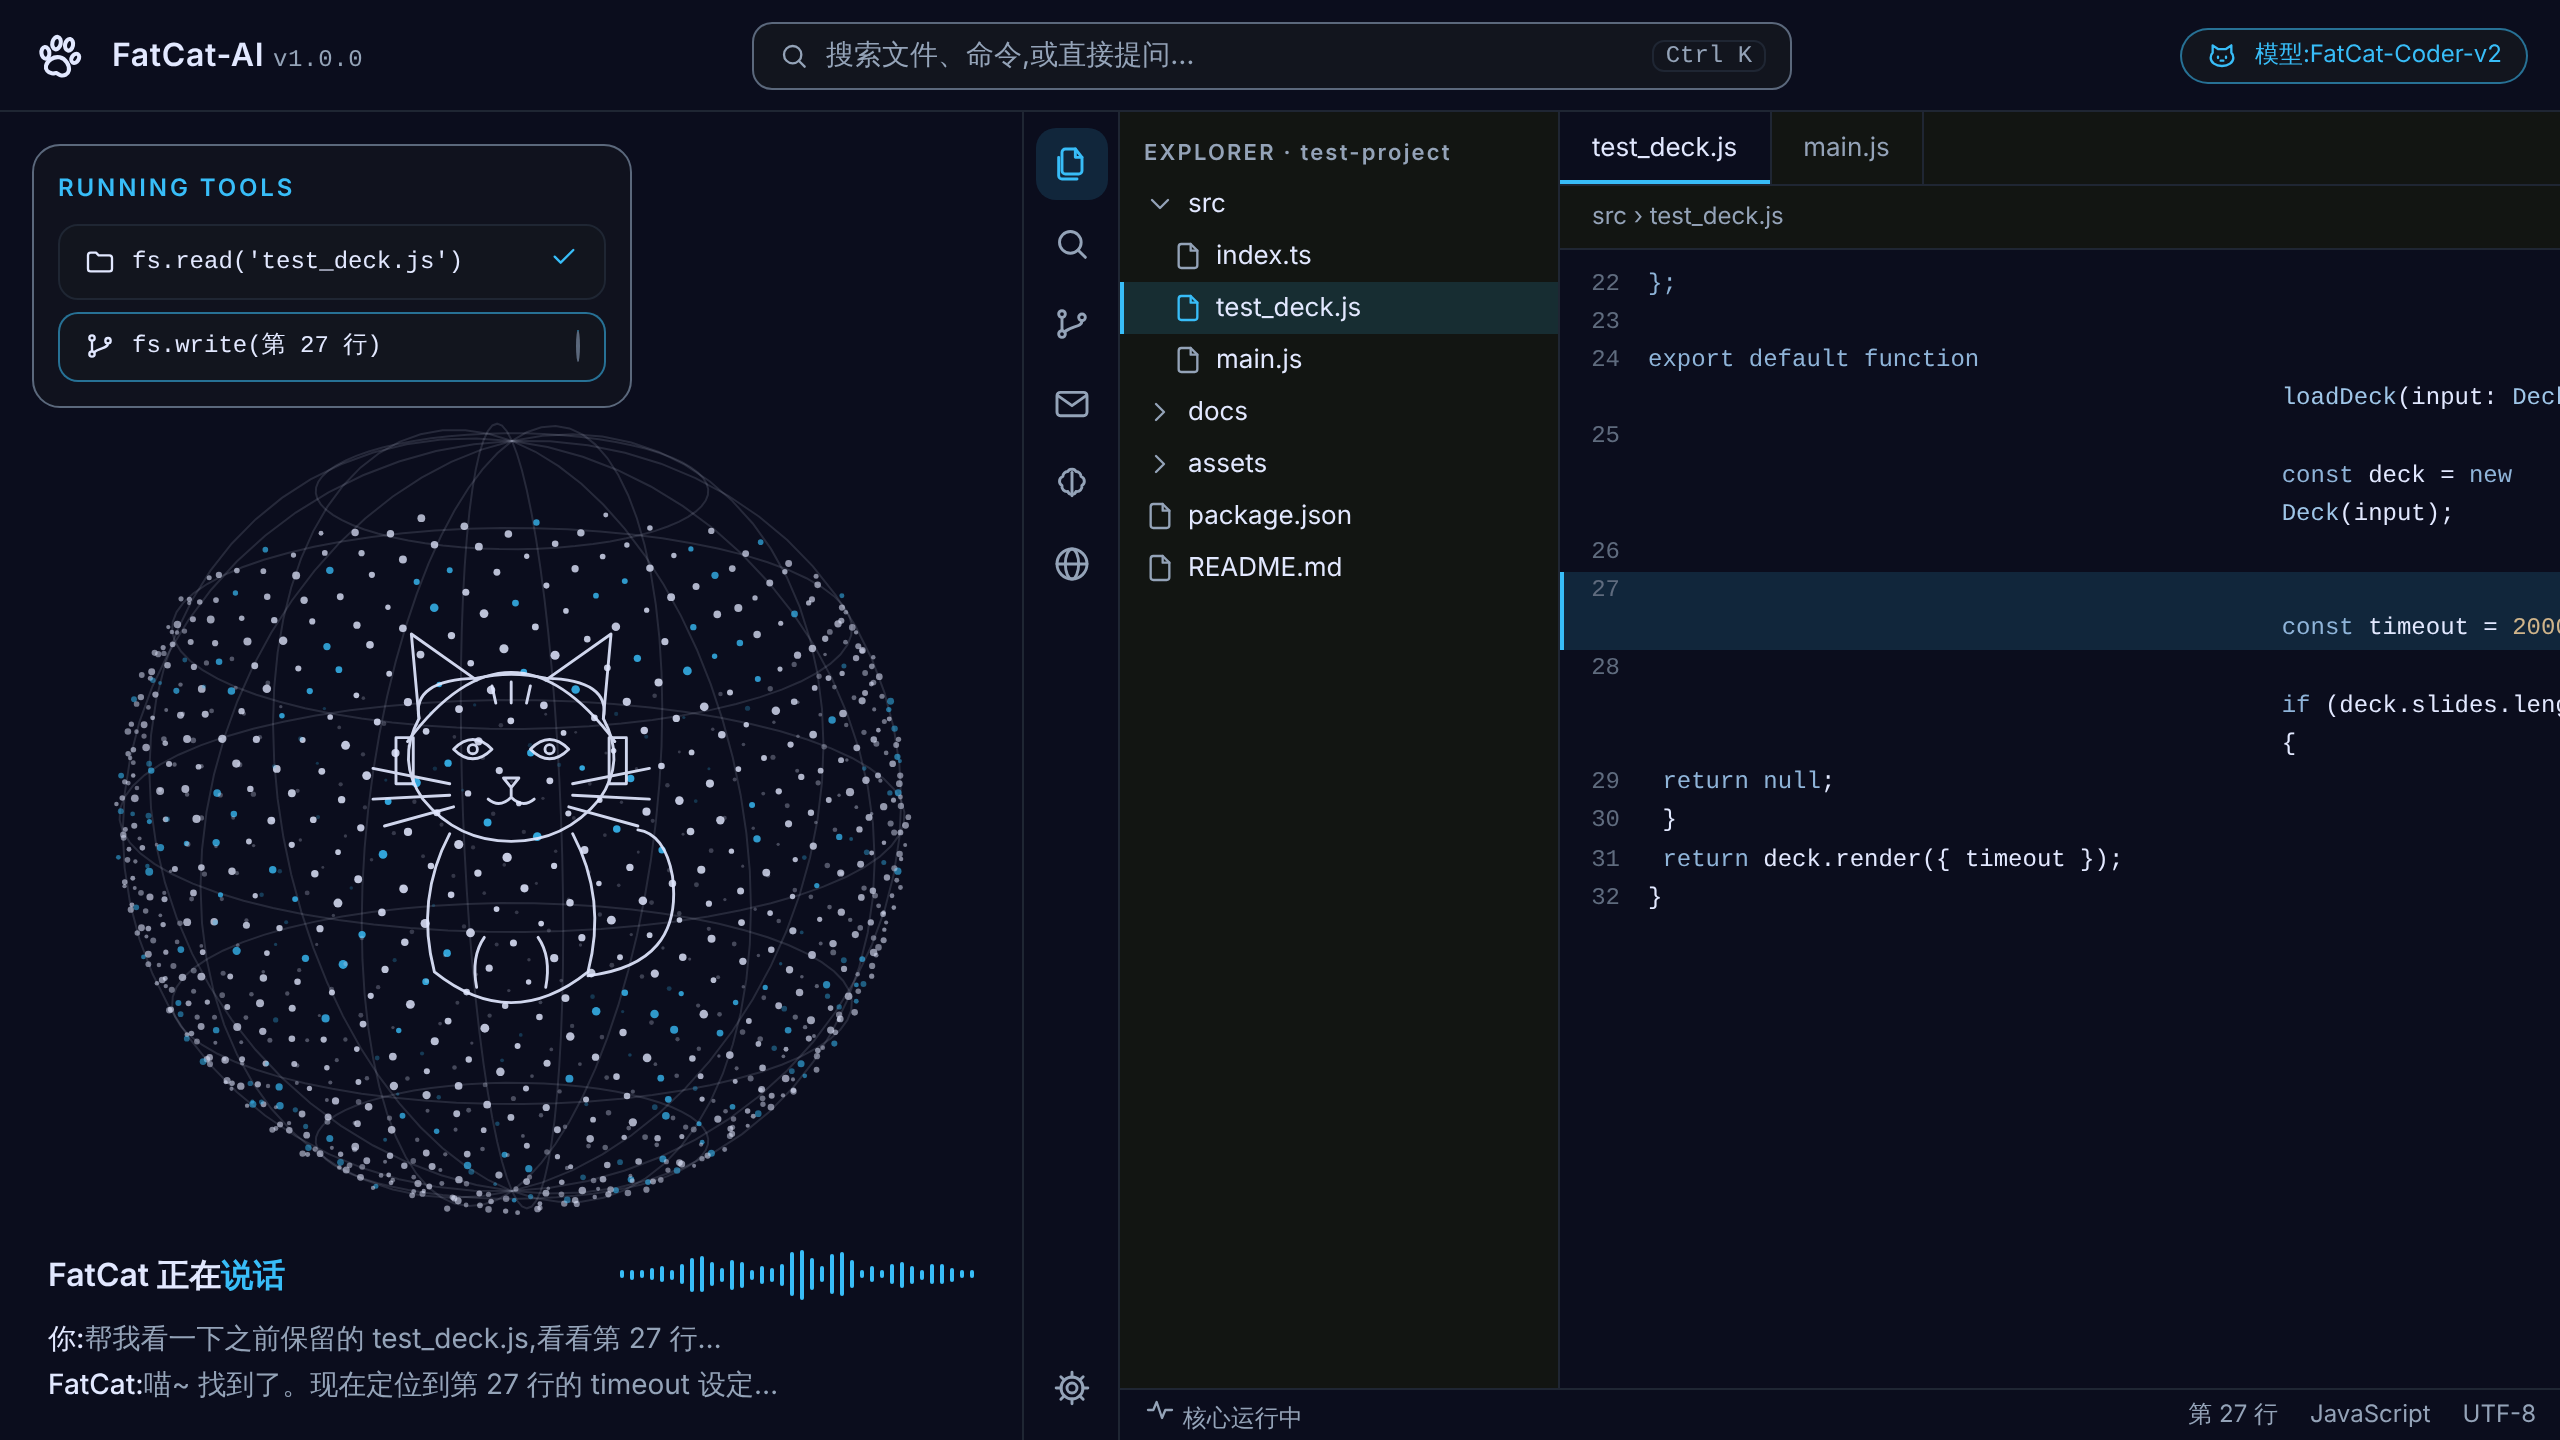 FatCat-AI v1.0.0
搜索文件、命令,或直接提问...
Ctrl K
模型:FatCat-Coder-v2
RUNNING TOOLS
fs.read('test_deck.js')
fs.write(第 27 行)
FatCat 正在说话
你:帮我看一下之前保留的 test_deck.js,看看第 27 行...
FatCat:喵~ 找到了。现在定位到第 27 行的 timeout 设定...
EXPLORER · test-project
src
index.ts
test_deck.js
main.js
docs
assets
package.json
README.md
test_deck.js
main.js
src › test_deck.js
22 };
23
24 export default function
loadDeck(input: Deck
25
const deck = new
Deck(input);
26
27
const timeout = 2000
28
if (deck.slides.leng
{
29 return null;
30 }
31 return deck.render({ timeout });
32 }
核心运行中
第 27 行
JavaScript
UTF-8